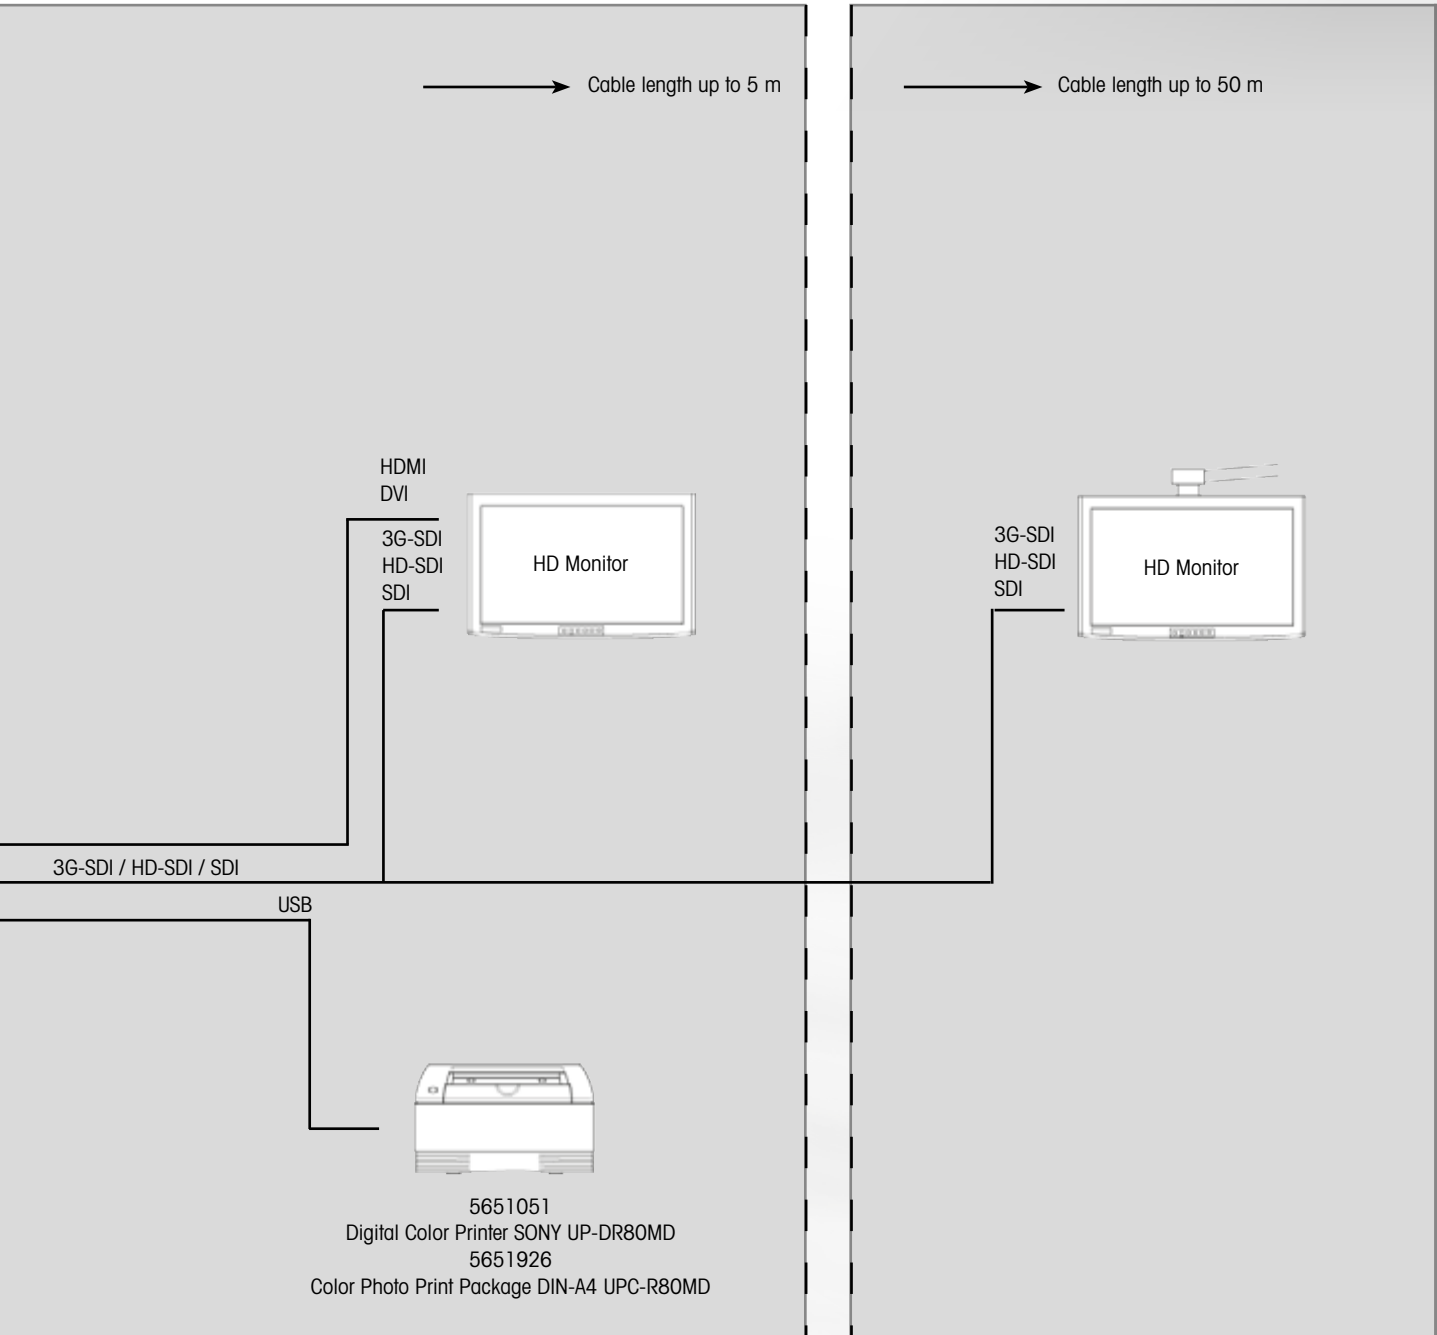 Cable length up to 5 m
Cable length up to 50 m
HDMI
DVI
3G-SDI
HD-SDI
SDI
HD Monitor
3G-SDI
HD-SDI
SDI
HD Monitor
3G-SDI / HD-SDI / SDI
USB
5651051
Digital Color Printer SONY UP-DR80MD
5651926
Color Photo Print Package DIN-A4 UPC-R80MD